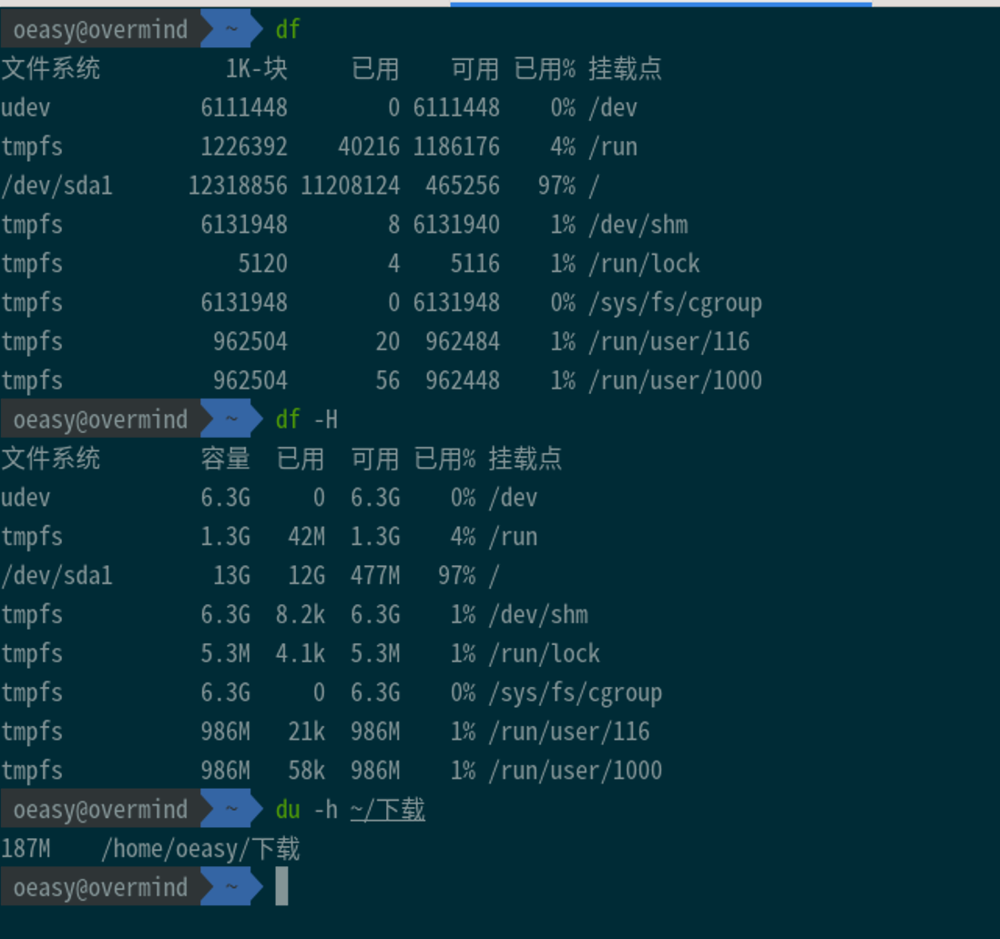 oeasy@overmind ~ df
文件系统 1K-块 已用 可用 已用% 挂载点
udev 6111448 0 6111448 0% /dev
tmpfs 1226392 40216 1186176 4% /run
/dev/sda1 12318856 11208124 465256 97% /
tmpfs 6131948 8 6131940 1% /dev/shm
tmpfs 5120 4 5116 1% /run/lock
tmpfs 6131948 0 6131948 0% /sys/fs/cgroup
tmpfs 962504 20 962484 1% /run/user/116
tmpfs 962504 56 962448 1% /run/user/1000
oeasy@overmind ~ df -H
文件系统 容量 已用 可用 已用% 挂载点
udev 6.3G 0 6.3G 0% /dev
tmpfs 1.3G 42M 1.3G 4% /run
/dev/sda1 13G 12G 477M 97% /
tmpfs 6.3G 8.2k 6.3G 1% /dev/shm
tmpfs 5.3M 4.1k 5.3M 1% /run/lock
tmpfs 6.3G 0 6.3G 0% /sys/fs/cgroup
tmpfs 986M 21k 986M 1% /run/user/116
tmpfs 986M 58k 986M 1% /run/user/1000
oeasy@overmind ~ du -h ~/下载
187M /home/oeasy/下载
oeasy@overmind ~